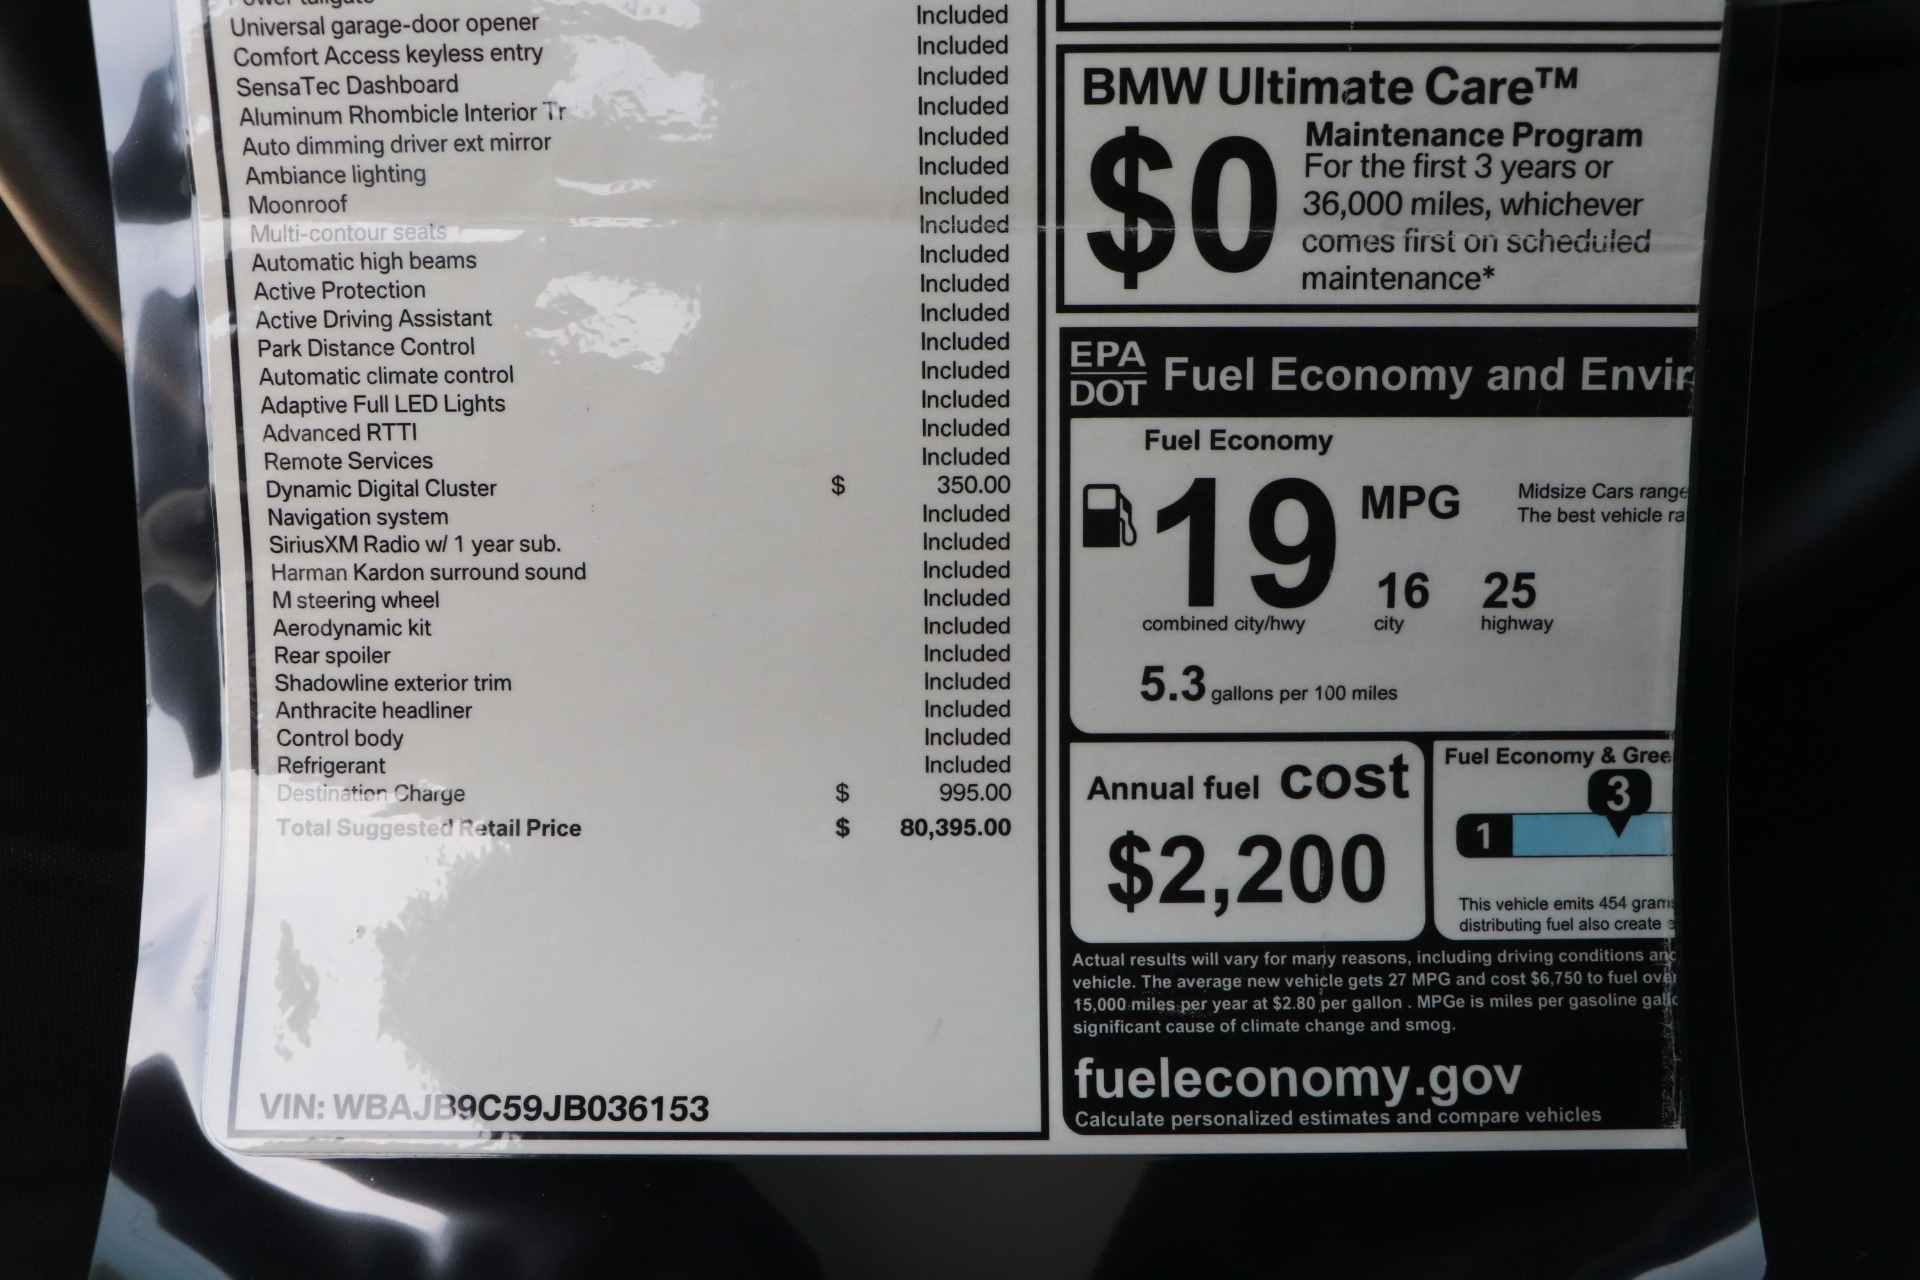 Power tailgate
Universal garage-door opener Included
Comfort Access keyless entry Included
SensaTec Dashboard Included
Aluminum Rhombicle Interior Tr Included
Auto dimming driver ext mirror Included
Ambiance lighting Included
Moonroof Included
Multi-contour seats Included
Automatic high beams Included
Active Protection Included
Active Driving Assistant Included
Park Distance Control Included
Automatic climate control Included
Adaptive Full LED Lights Included
Advanced RTTI Included
Remote Services Included
Dynamic Digital Cluster $ 350.00
Navigation system Included
SiriusXM Radio w/ 1 year sub. Included
Harman Kardon surround sound Included
M steering wheel Included
Aerodynamic kit Included
Rear spoiler Included
Shadowline exterior trim Included
Anthracite headliner Included
Control body Included
Refrigerant Included
Destination Charge $ 995.00
Total Suggested Retail Price $ 80,395.00
VIN: WBAJB9C59JB036153
BMW Ultimate Care™
$0
Maintenance Program
For the first 3 years or
36,000 miles, whichever
comes first on scheduled
maintenance*
EPA
DOT
Fuel Economy and Envir
Fuel Economy
19 MPG
combined city/hwy
16
city
25
highway
Midsize Cars range
The best vehicle ra
5.3 gallons per 100 miles
Annual fuel cost
$2,200
Fuel Economy & Gree
3
1
This vehicle emits 454 grams
distributing fuel also create
Actual results will vary for many reasons, including driving conditions and
vehicle. The average new vehicle gets 27 MPG and cost $6,750 to fuel over
15,000 miles per year at $2.80 per gallon . MPGe is miles per gasoline gallo
significant cause of climate change and smog.
fueleconomy.gov
Calculate personalized estimates and compare vehicles